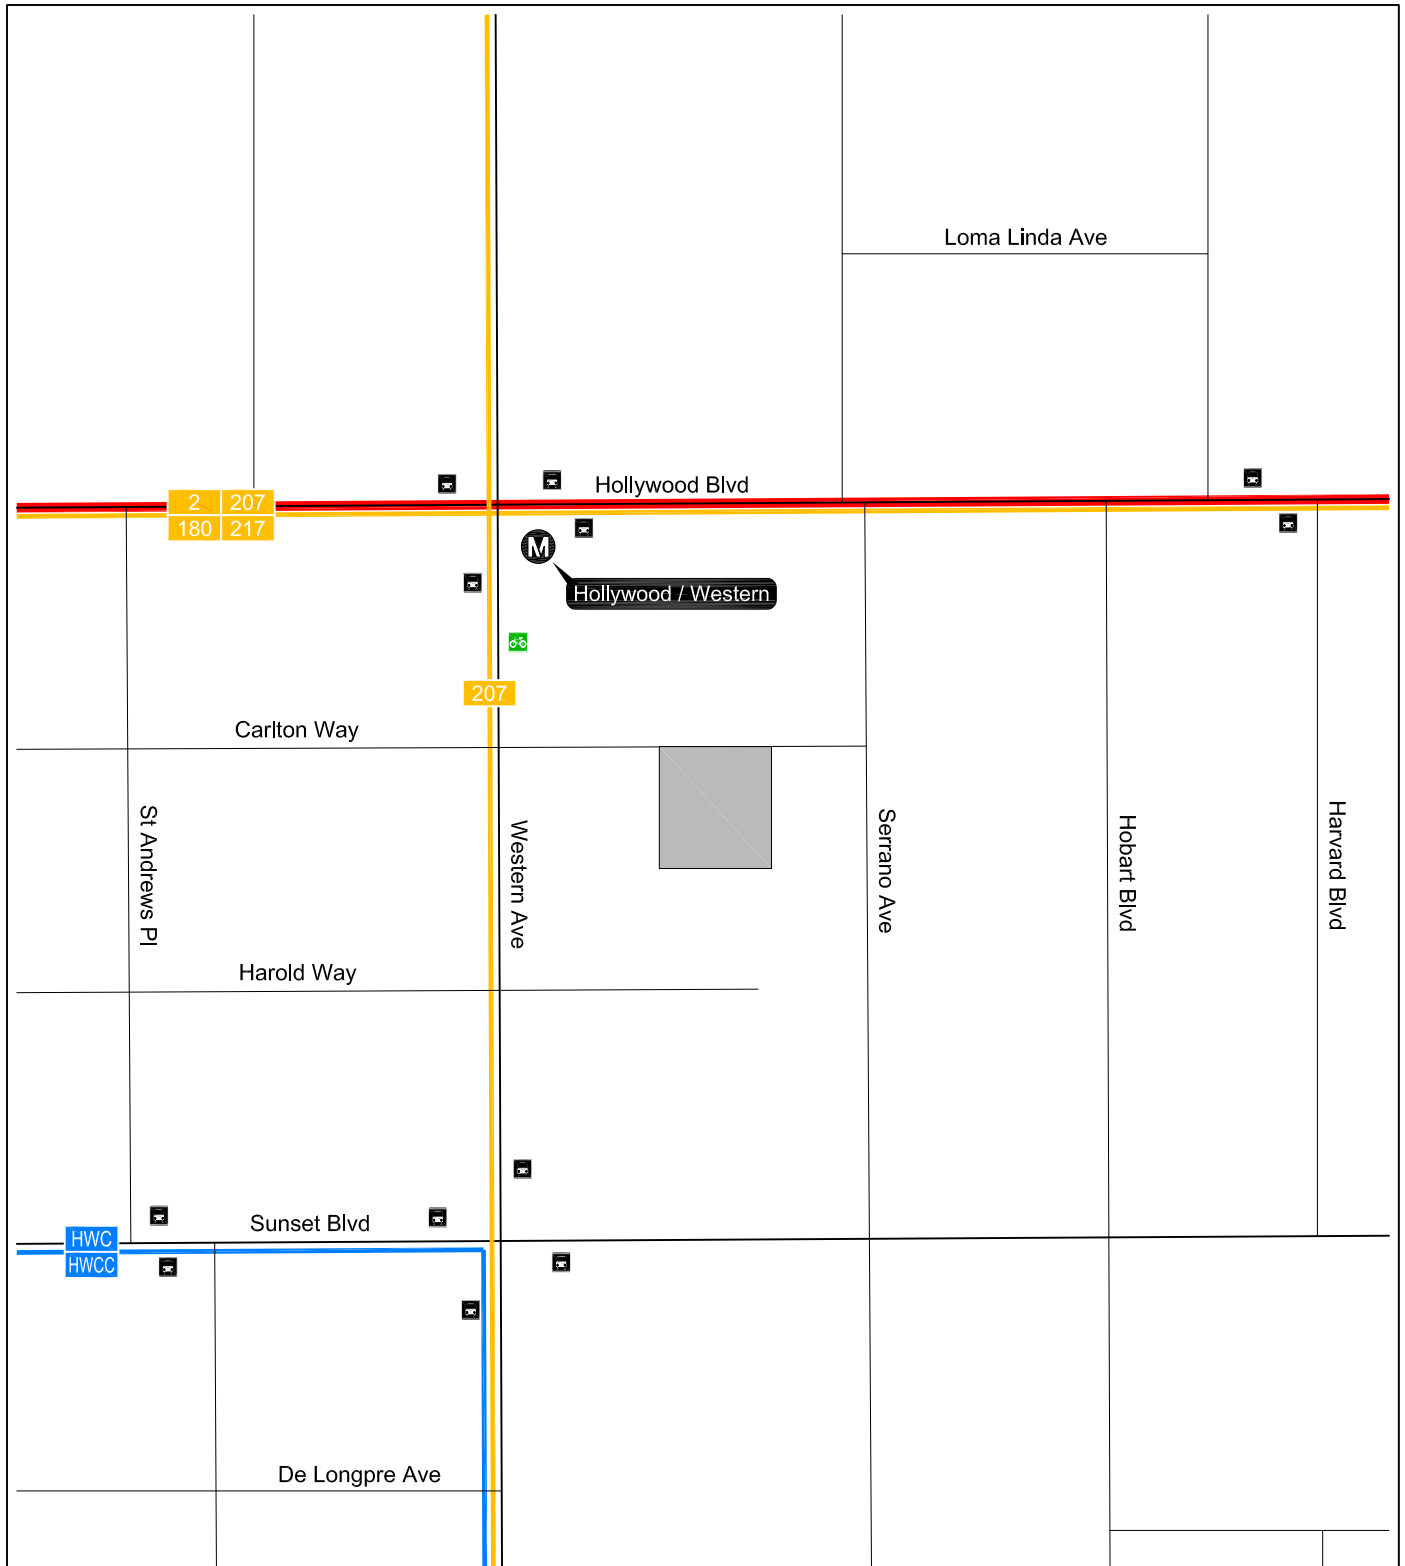 Loma Linda Ave
Hollywood Blvd
2 207
180 217
M
Hollywood / Western
207
Carlton Way
St Andrews Pl
Western Ave
Serrano Ave
Hobart Blvd
Harvard Blvd
Harold Way
Sunset Blvd
HWC
HWCC
De Longpre Ave